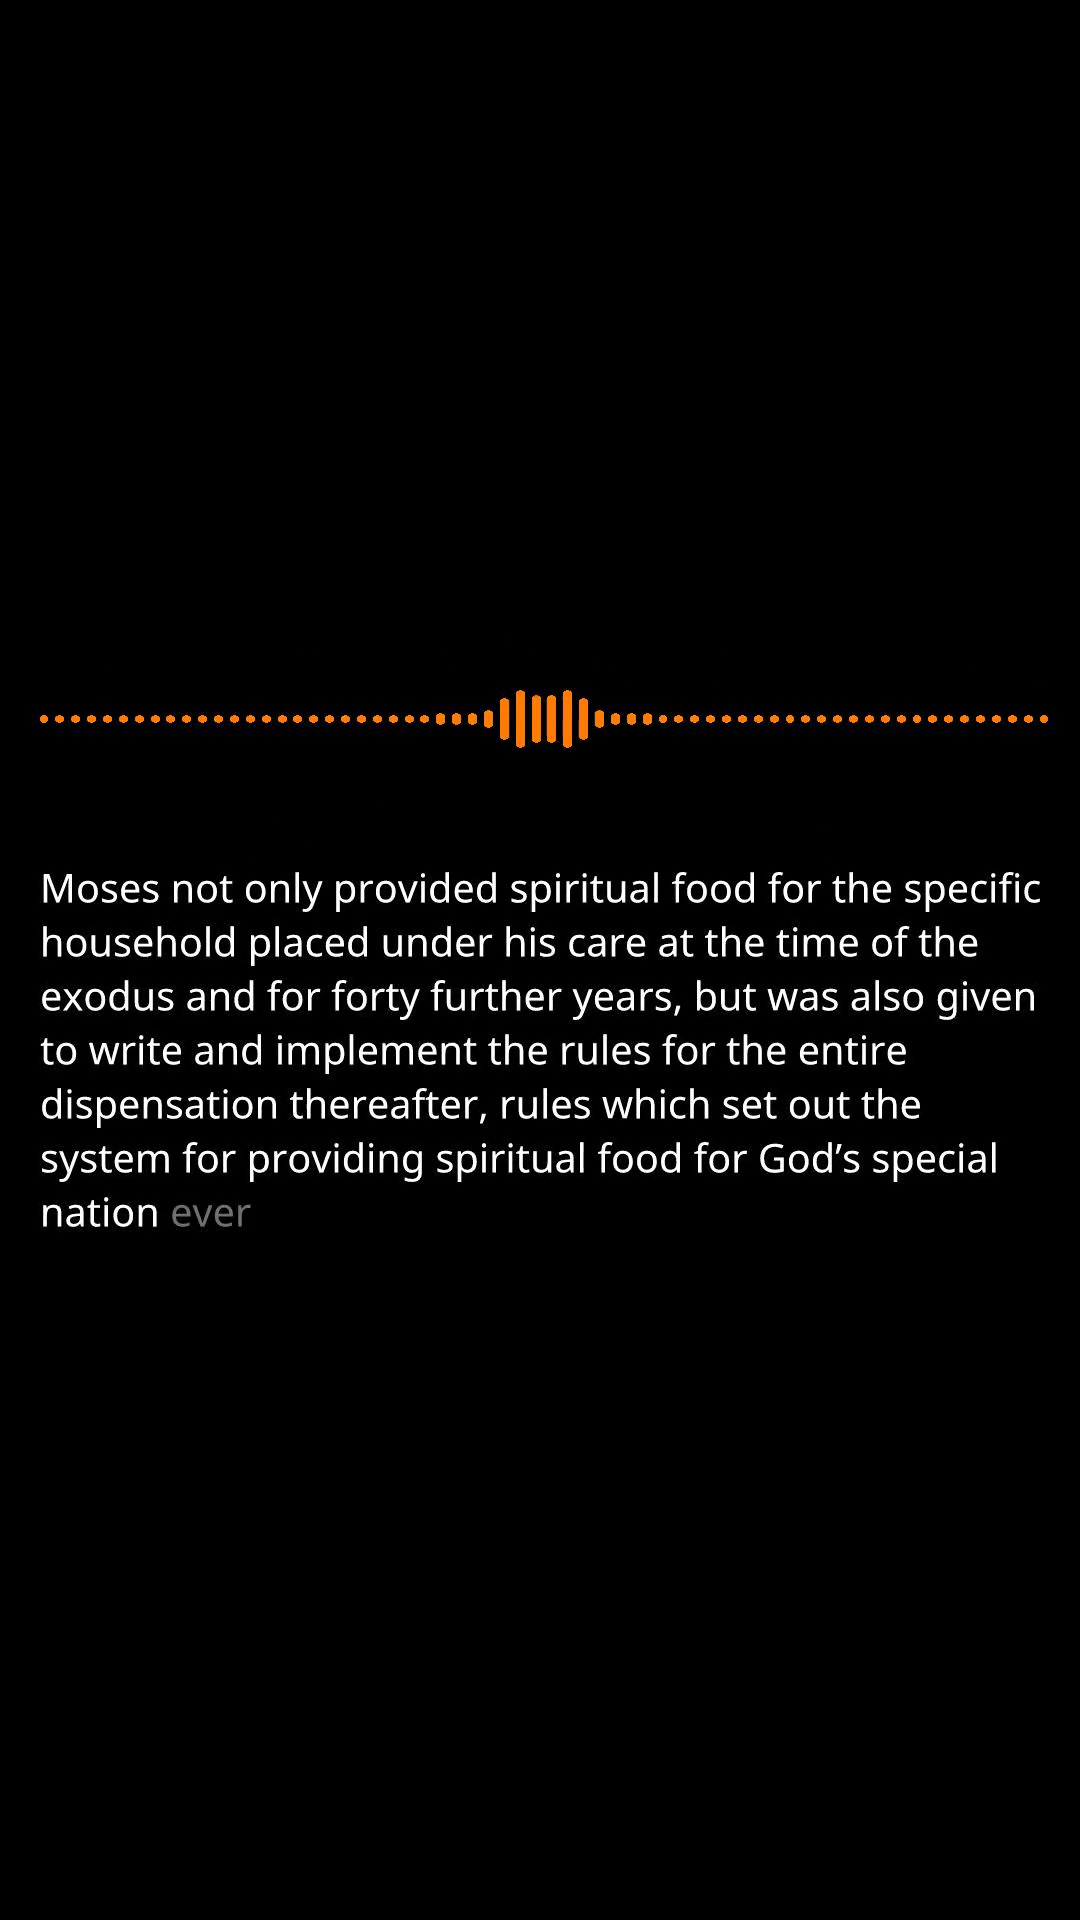 Moses not only provided spiritual food for the specific
household placed under his care at the time of the
exodus and for forty further years, but was also given
to write and implement the rules for the entire
dispensation thereafter, rules which set out the
system for providing spiritual food for God’s special
nation ever